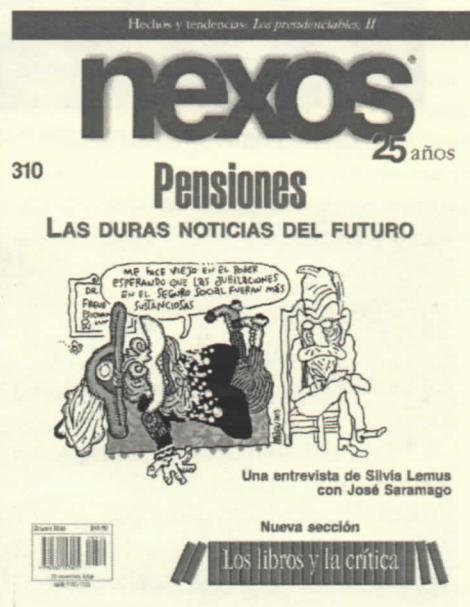 Hechos y tendencias: Los presidenciables, II
nexos
25 años
310
Pensiones
LAS DURAS NOTICIAS DEL FUTURO
ME HICE VIEJO EN EL PODER
ESPERANDO QUE LAS JUBILACIONES
EN EL SEGURO SOCIAL FUERAN MÁS
SUSTANCIOSAS
DR.
FREUD
Una entrevista de Silvia Lemus
con José Saramago
Nueva sección
Los libros y la crítica